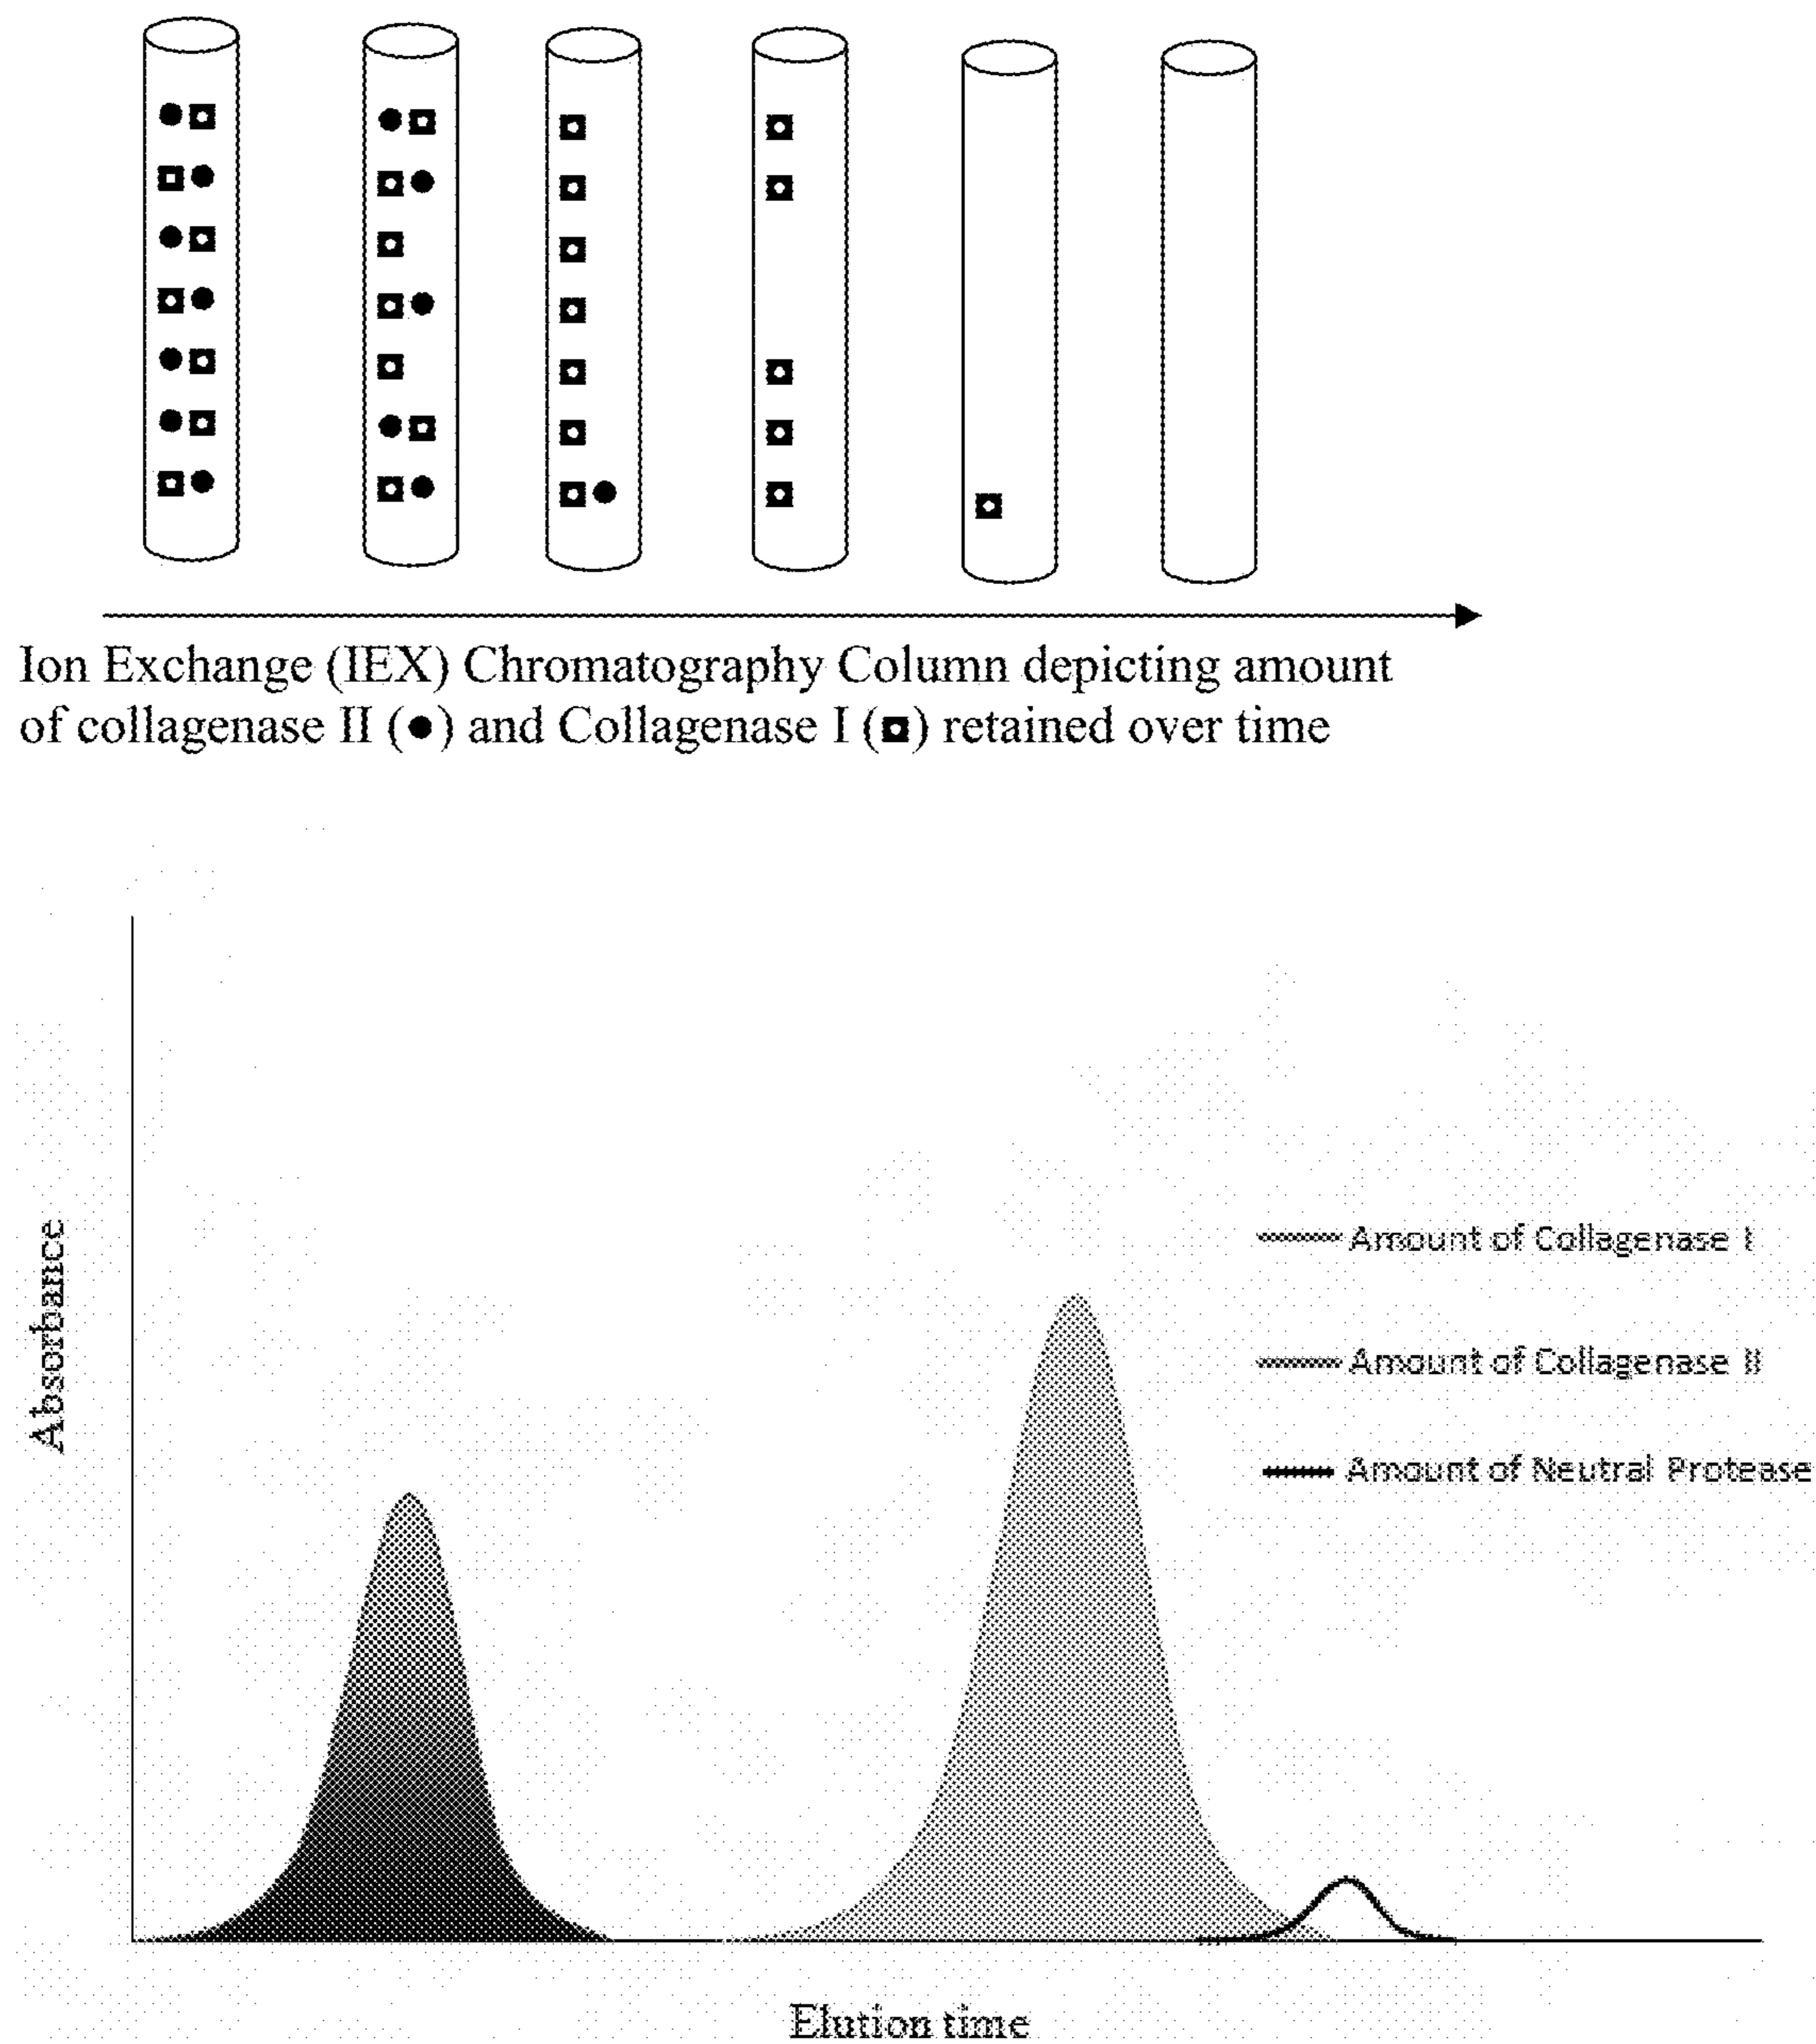 Ion Exchange (IEX) Chromatography Column depicting amount
of collagenase II (●) and Collagenase I (◘) retained over time
Absorbance
Amount of Collagenase I
Amount of Collagenase II
Amount of Neutral Protease
Elution time